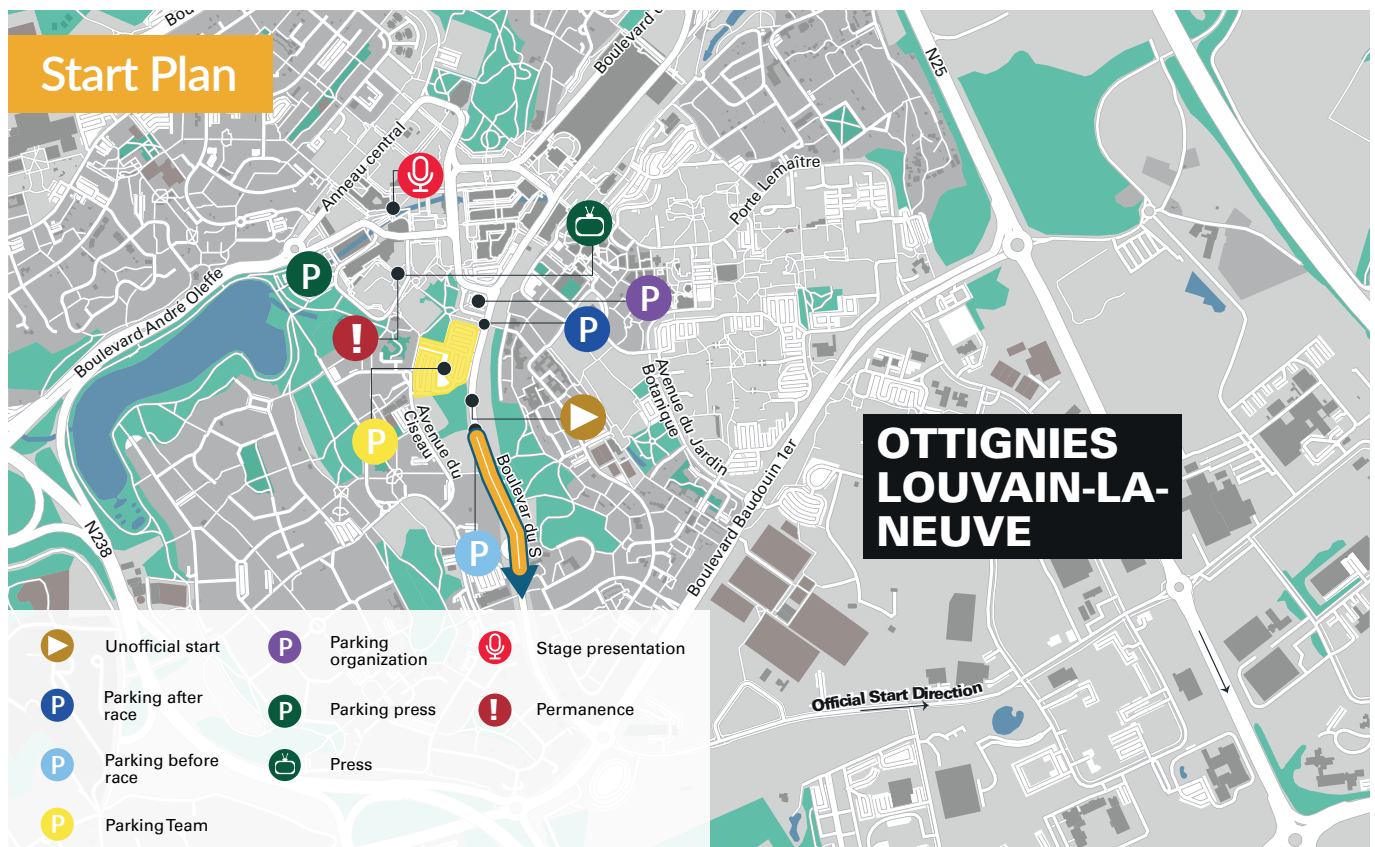 Start Plan
Bou
Boulevard
N25
Anneau central
Porte Lemaître
P
P
P
Boulevard André Oleffe
!
P
Avenue du Jardin
Botanique
Avenue du
Ciseau
Boulevar du S
Boulevard Baudouin 1er
N238
P
OTTIGNIES
LOUVAIN-LA-
NEUVE
Official Start Direction
Unofficial start
P Parking after
race
P Parking before
race
P Parking Team
P Parking
organization
P Parking press
Press
Stage presentation
! Permanence